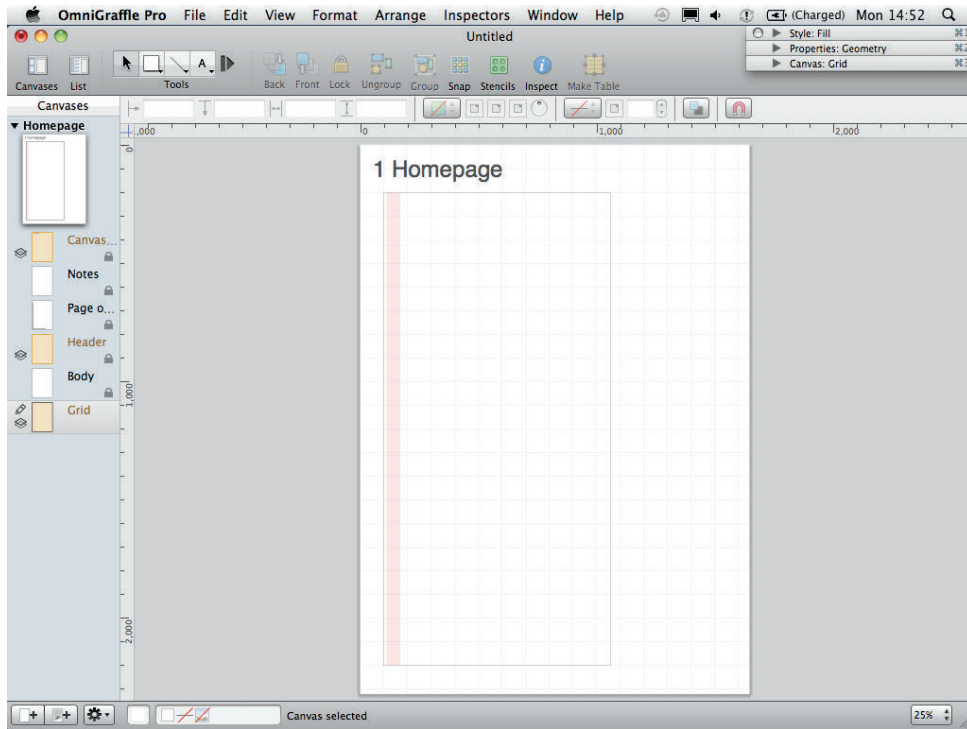 OmniGraffle Pro File Edit View Format Arrange Inspectors Window Help (Charged) Mon 14:52
Untitled
Style: Fill
Properties: Geometry
Canvas: Grid
Canvases List Tools Back Front Lock Ungroup Group Snap Stencils Inspect Make Table
Canvases
Homepage
1 Homepage
Canvas...
Notes
Page o...
Header
Body
Grid
,000 0 1,000 2,000
0
1,000
2,000
1 Homepage
Canvas selected
25%